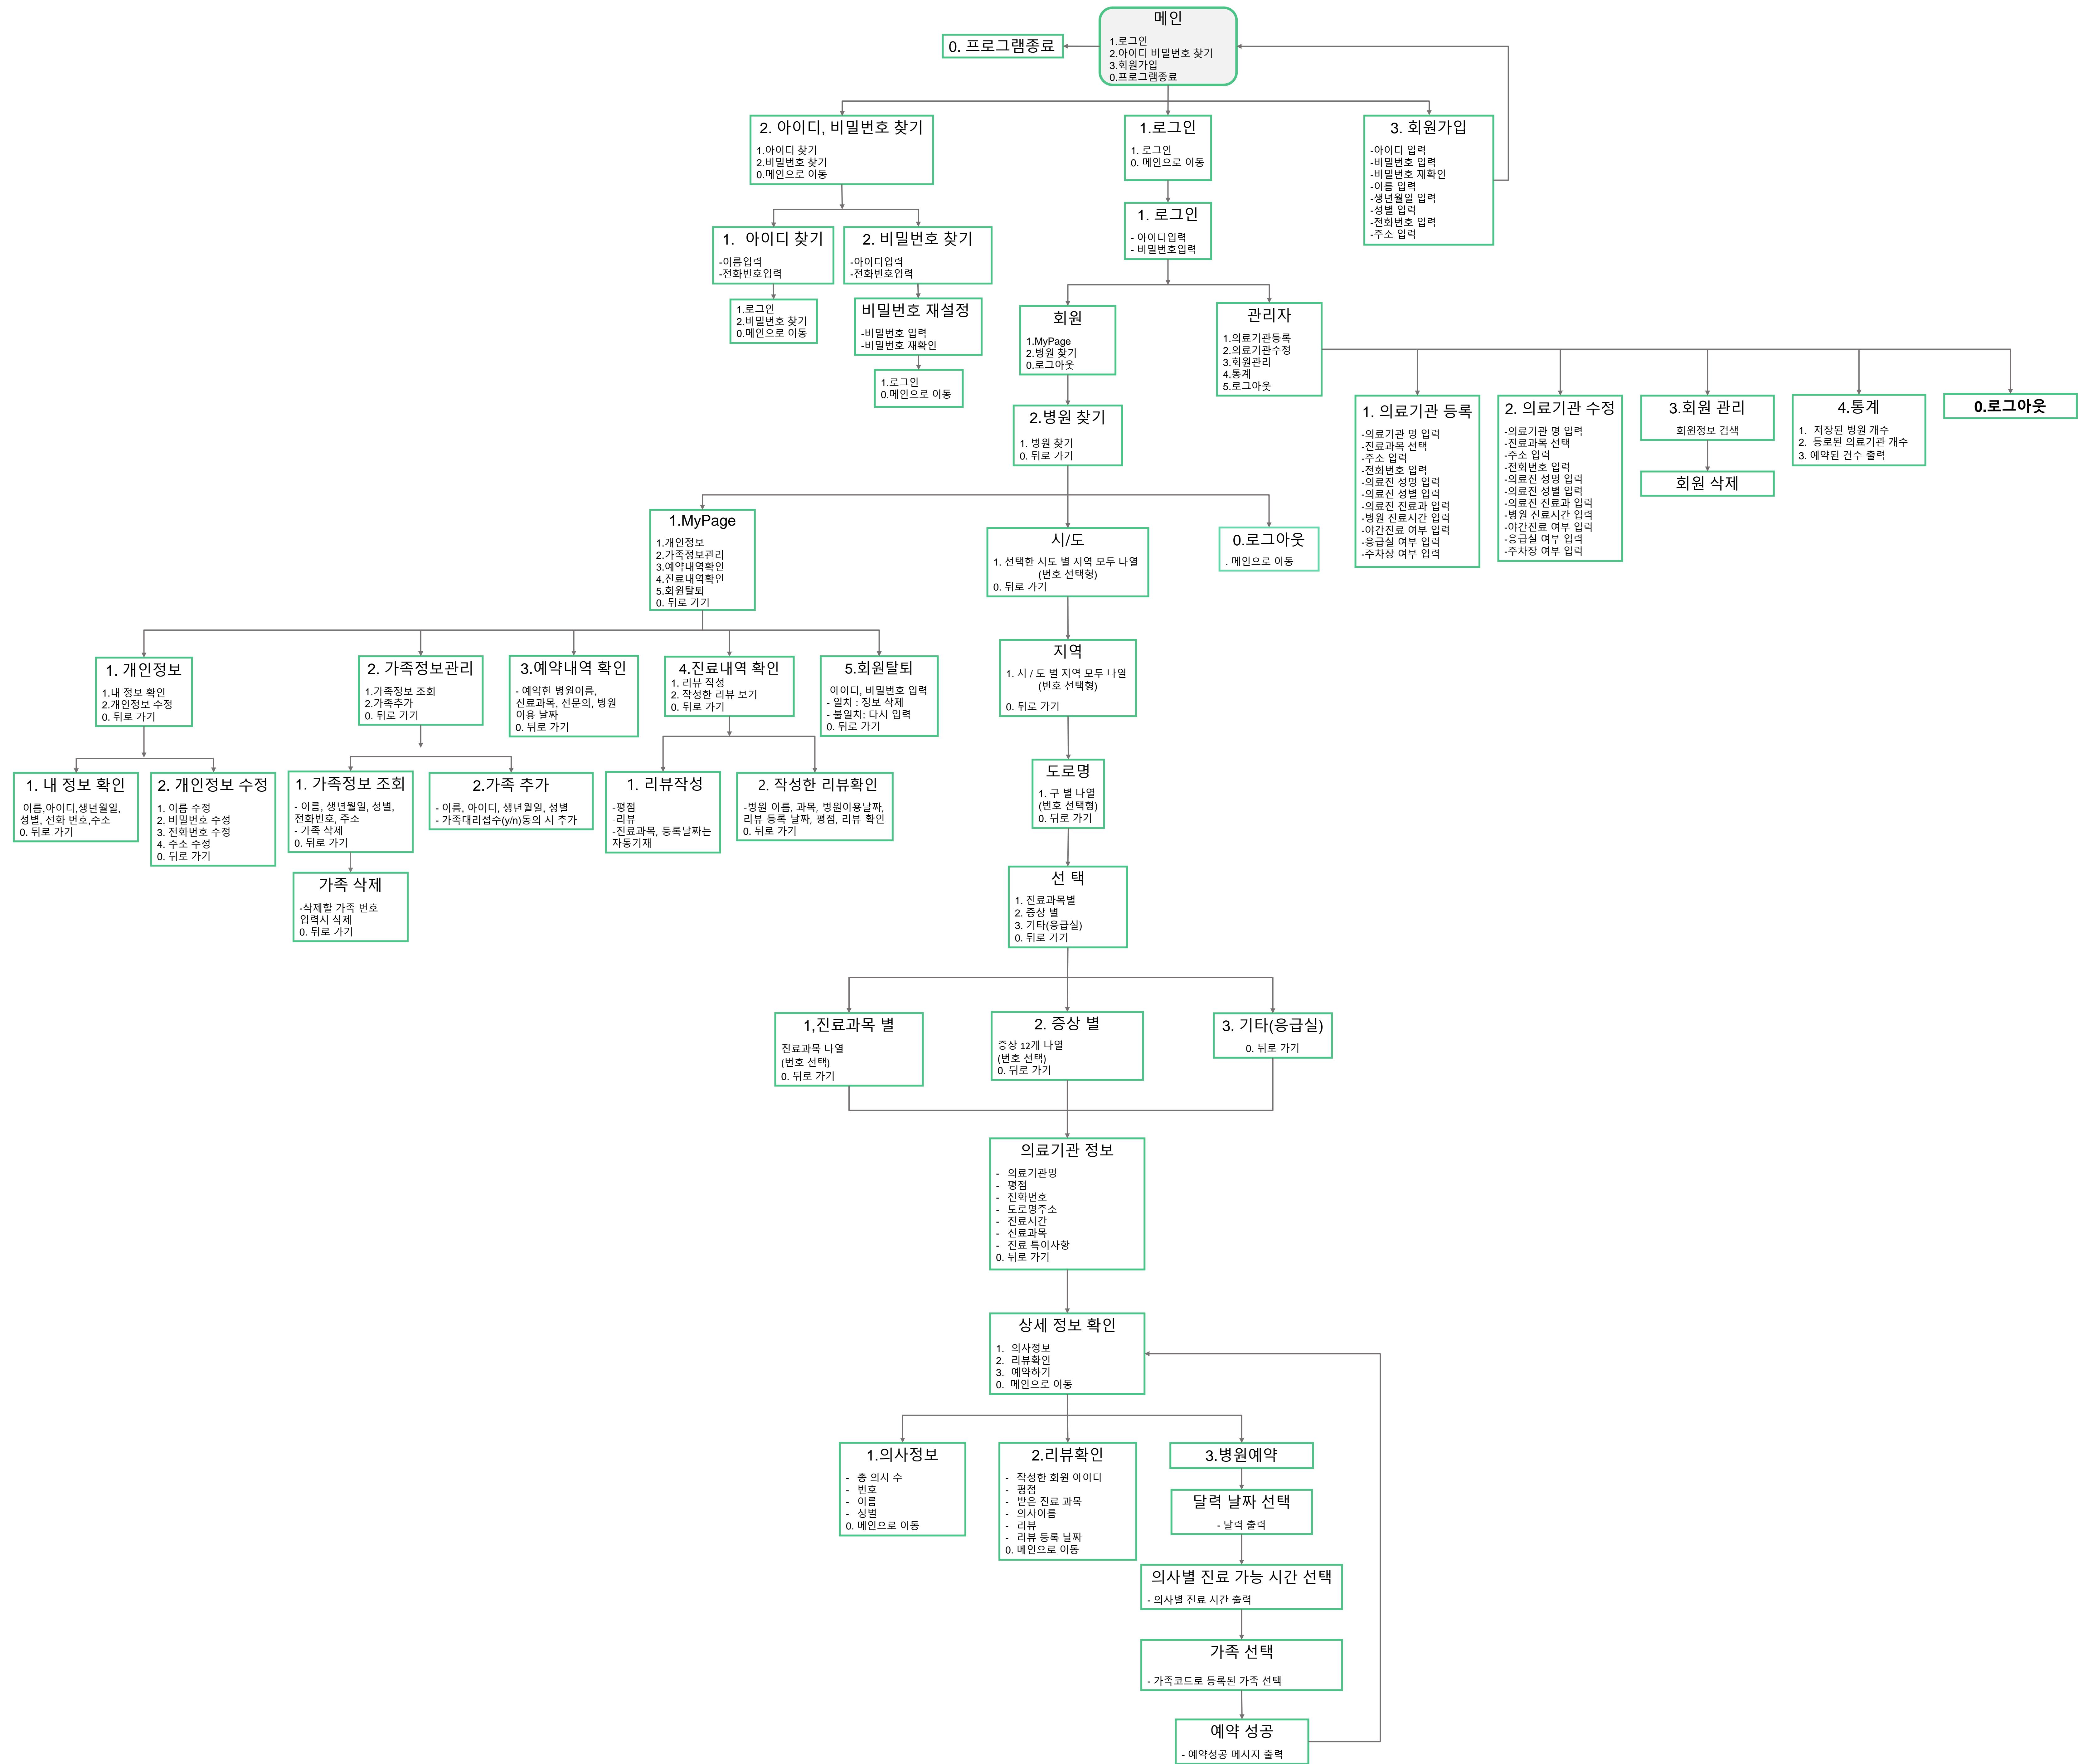 메인
1.로그인
2.아이디 비밀번호 찾기
3.회원가입
0.프로그램종료
0. 프로그램종료
2. 아이디, 비밀번호 찾기
1.아이디 찾기
2.비밀번호 찾기
0.메인으로 이동
1.로그인
1. 로그인
0. 메인으로 이동
3. 회원가입
-아이디 입력
-비밀번호 입력
-비밀번호 재확인
-이름 입력
-생년월일 입력
-성별 입력
-전화번호 입력
-주소 입력
1. 로그인
- 아이디입력
- 비밀번호입력
1. 아이디 찾기
-이름입력
-전화번호입력
2. 비밀번호 찾기
-아이디입력
-전화번호입력
1.로그인
2.비밀번호 찾기
0.메인으로 이동
비밀번호 재설정
-비밀번호 입력
-비밀번호 재확인
1.로그인
0.메인으로 이동
회원
1.MyPage
2.병원 찾기
0.로그아웃
관리자
1.의료기관등록
2.의료기관수정
3.회원관리
4.통계
5.로그아웃
2.병원 찾기
1. 병원 찾기
0. 뒤로 가기
1. 의료기관 등록
-의료기관 명 입력
-진료과목 선택
-주소 입력
-전화번호 입력
-의료진 성명 입력
-의료진 성별 입력
-의료진 진료과 입력
-병원 진료시간 입력
-야간진료 여부 입력
-응급실 여부 입력
-주차장 여부 입력
2. 의료기관 수정
-의료기관 명 입력
-진료과목 선택
-주소 입력
-전화번호 입력
-의료진 성명 입력
-의료진 성별 입력
-의료진 진료과 입력
-병원 진료시간 입력
-야간진료 여부 입력
-응급실 여부 입력
-주차장 여부 입력
3.회원 관리
회원정보 검색
회원 삭제
4.통계
1. 저장된 병원 개수
2. 등로된 의료기관 개수
3. 예약된 건수 출력
0.로그아웃
1.MyPage
1.개인정보
2.가족정보관리
3.예약내역확인
4.진료내역확인
5.회원탈퇴
0. 뒤로 가기
시/도
1. 선택한 시도 별 지역 모두 나열
(번호 선택형)
0. 뒤로 가기
0.로그아웃
. 메인으로 이동
지역
1. 시 / 도 별 지역 모두 나열
(번호 선택형)
0. 뒤로 가기
1. 개인정보
1.내 정보 확인
2.개인정보 수정
0. 뒤로 가기
2. 가족정보관리
1.가족정보 조회
2.가족추가
0. 뒤로 가기
3.예약내역 확인
- 예약한 병원이름,
진료과목, 전문의, 병원
이용 날짜
0. 뒤로 가기
4.진료내역 확인
1. 리뷰 작성
2. 작성한 리뷰 보기
0. 뒤로 가기
5.회원탈퇴
아이디, 비밀번호 입력
- 일치 : 정보 삭제
- 불일치: 다시 입력
0. 뒤로 가기
1. 내 정보 확인
이름,아이디,생년월일,
성별, 전화 번호,주소
0. 뒤로 가기
2. 개인정보 수정
1. 이름 수정
2. 비밀번호 수정
3. 전화번호 수정
4. 주소 수정
0. 뒤로 가기
1. 가족정보 조회
- 이름, 생년월일, 성별,
전화번호, 주소
- 가족 삭제
0. 뒤로 가기
2.가족 추가
- 이름, 아이디, 생년월일, 성별
- 가족대리접수(y/n)동의 시 추가
1. 리뷰작성
-평점
-리뷰
-진료과목, 등록날짜는
자동기재
2. 작성한 리뷰확인
-병원 이름, 과목, 병원이용날짜,
리뷰 등록 날짜, 평점, 리뷰 확인
0. 뒤로 가기
도로명
1. 구 별 나열
(번호 선택형)
0. 뒤로 가기
가족 삭제
-삭제할 가족 번호
입력시 삭제
0. 뒤로 가기
선 택
1. 진료과목별
2. 증상 별
3. 기타(응급실)
0. 뒤로 가기
1,진료과목 별
진료과목 나열
(번호 선택)
0. 뒤로 가기
2. 증상 별
증상 12개 나열
(번호 선택)
0. 뒤로 가기
3. 기타(응급실)
0. 뒤로 가기
의료기관 정보
- 의료기관명
- 평점
- 전화번호
- 도로명주소
- 진료시간
- 진료과목
- 진료 특이사항
0. 뒤로 가기
상세 정보 확인
1. 의사정보
2. 리뷰확인
3. 예약하기
0. 메인으로 이동
1.의사정보
- 총 의사 수
- 번호
- 이름
- 성별
0. 메인으로 이동
2.리뷰확인
- 작성한 회원 아이디
- 평점
- 받은 진료 과목
- 의사이름
- 리뷰
- 리뷰 등록 날짜
0. 메인으로 이동
3.병원예약
달력 날짜 선택
- 달력 출력
의사별 진료 가능 시간 선택
- 의사별 진료 시간 출력
가족 선택
- 가족코드로 등록된 가족 선택
예약 성공
- 예약성공 메시지 출력